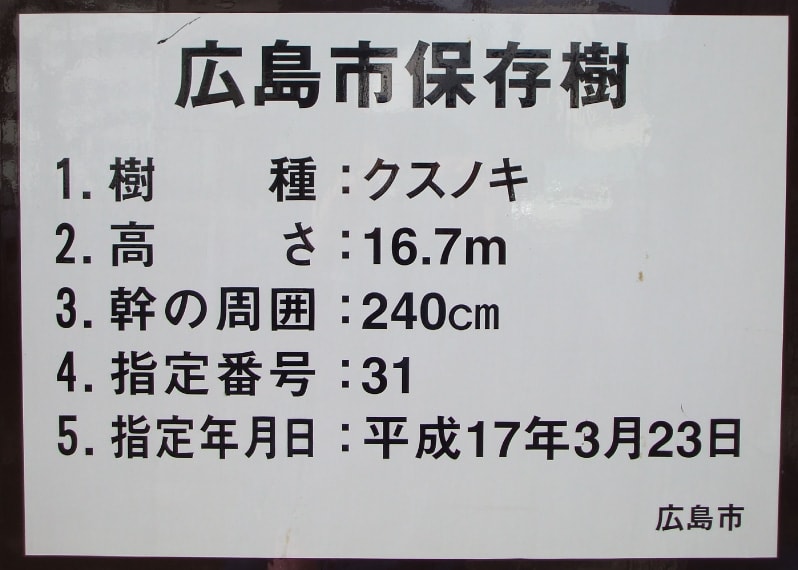 広島市保存樹
1. 樹種：クスノキ
2. 高さ：16.7m
3. 幹の周囲：240cm
4. 指定番号：31
5. 指定年月日：平成17年3月23日
広島市